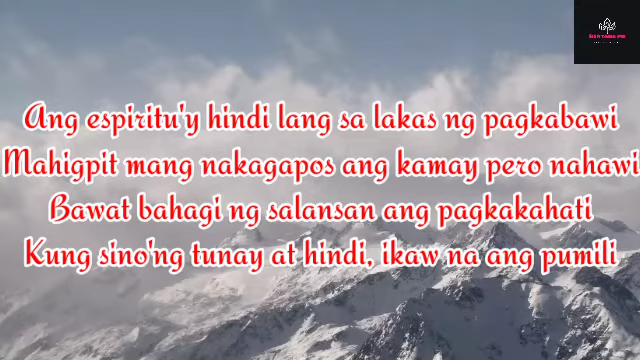 Ang espiritu'y hindi lang sa lakas ng pagkabawi
Mahigpit mang nakagapos ang kamay pero nahawi
Bawat bahagi ng salansan ang pagkakahati
Kung sino'ng tunay at hindi, ikaw na ang pumili